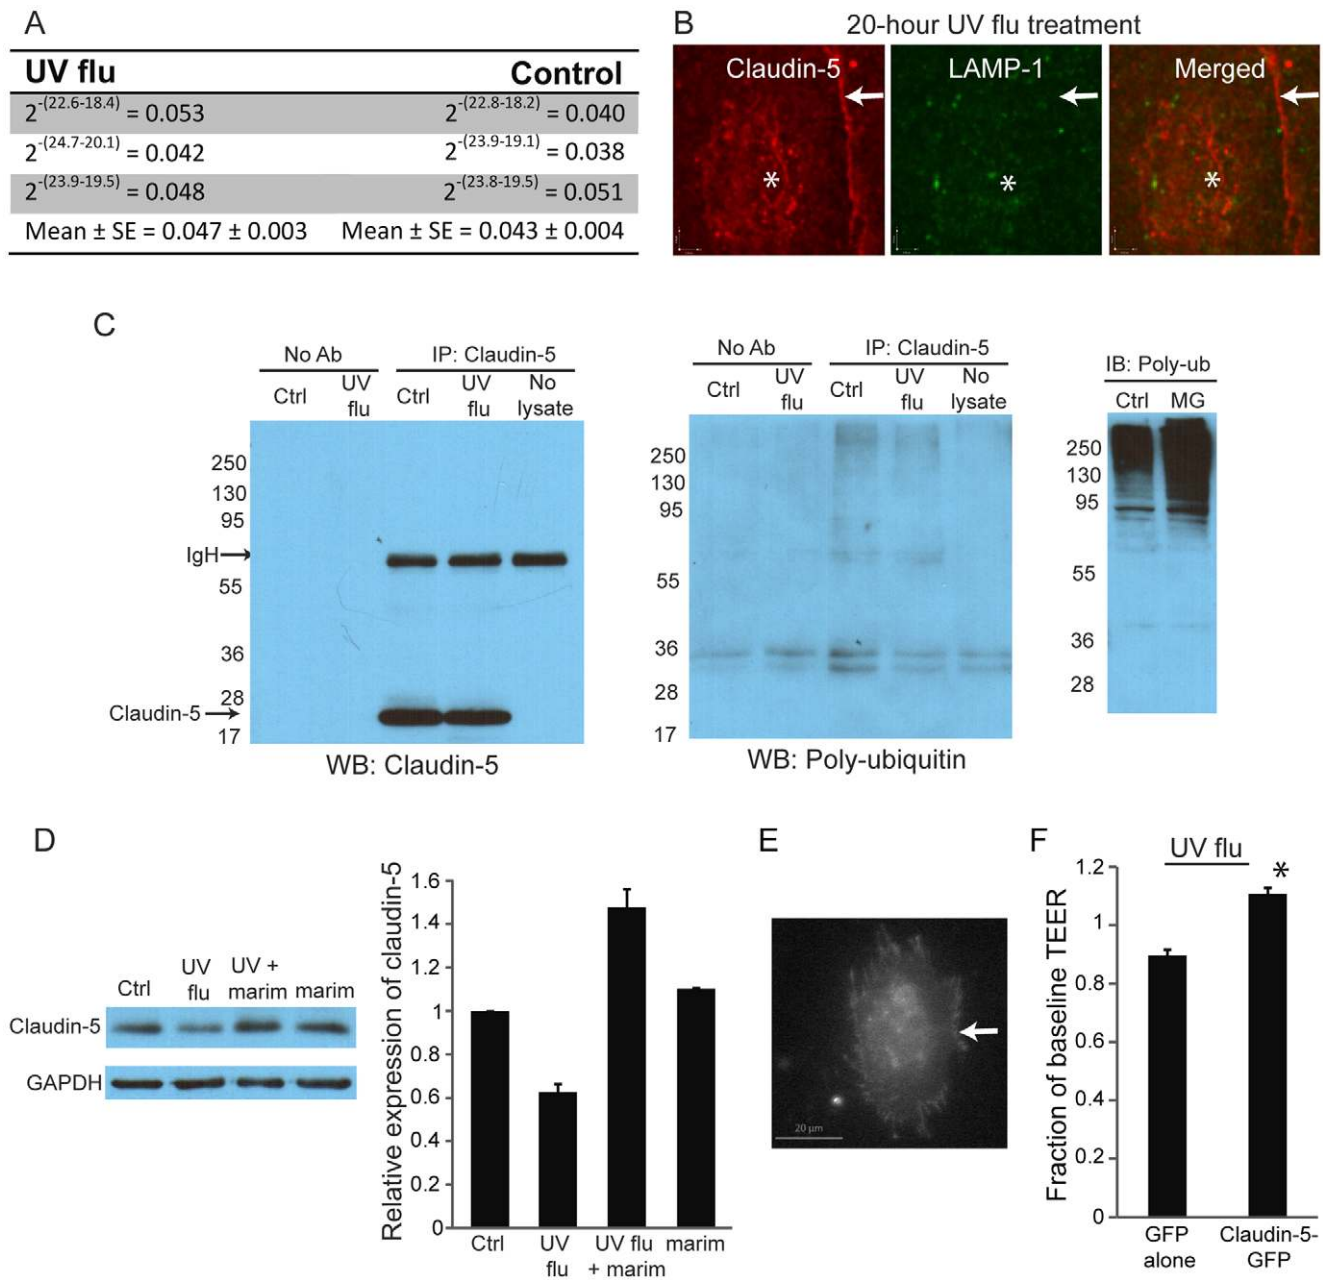 A
UV flu Control
2^-(22.6-18.4) = 0.053 2^-(22.8-18.2) = 0.040
2^-(24.7-20.1) = 0.042 2^-(23.9-19.1) = 0.038
2^-(23.9-19.5) = 0.048 2^-(23.8-19.5) = 0.051
Mean ± SE = 0.047 ± 0.003 Mean ± SE = 0.043 ± 0.004
B
20-hour UV flu treatment
Claudin-5 LAMP-1 Merged
*
*
*
C
No Ab IP: Claudin-5
Ctrl UV flu Ctrl UV flu No lysate
250
130
95
IgH
55
36
28
Claudin-5
17
WB: Claudin-5
No Ab IP: Claudin-5
Ctrl UV flu Ctrl UV flu No lysate
250
130
95
55
36
28
17
WB: Poly-ubiquitin
IB: Poly-ub
Ctrl MG
250
130
95
55
36
28
D
Ctrl UV flu UV + marim marim
Claudin-5
GAPDH
Relative expression of claudin-5
1.6
1.4
1.2
1
0.8
0.6
0.4
0.2
0
Ctrl UV flu UV flu + marim marim
E
20 µm
F
UV flu
*
Fraction of baseline TEER
1.2
1
0.8
0.6
0.4
0.2
0
GFP alone Claudin-5-GFP